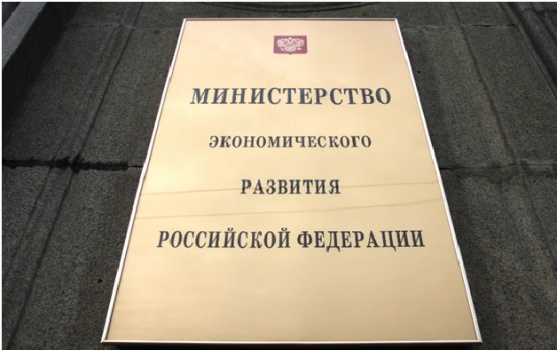 МИНИСТЕРСТВО
ЭКОНОМИЧЕСКОГО
РАЗВИТИЯ
РОССИЙСКОЙ ФЕДЕРАЦИИ